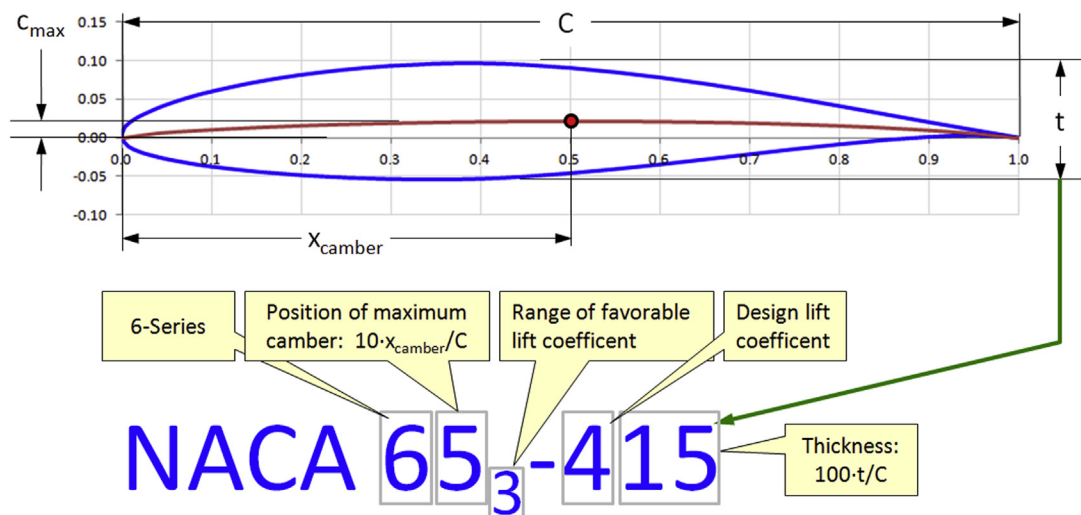 0.15
C
cmax
0.10
0.05
t
0.00
0.0 0.1 0.2 0.3 0.4 0.5 0.6 0.7 0.8 0.9 1.0
-0.05
-0.10
xcamber
6-Series
Position of maximum
camber: 10·xcamber/C
Range of favorable
lift coefficent
Design lift
coefficent
NACA 653-415
Thickness:
100·t/C